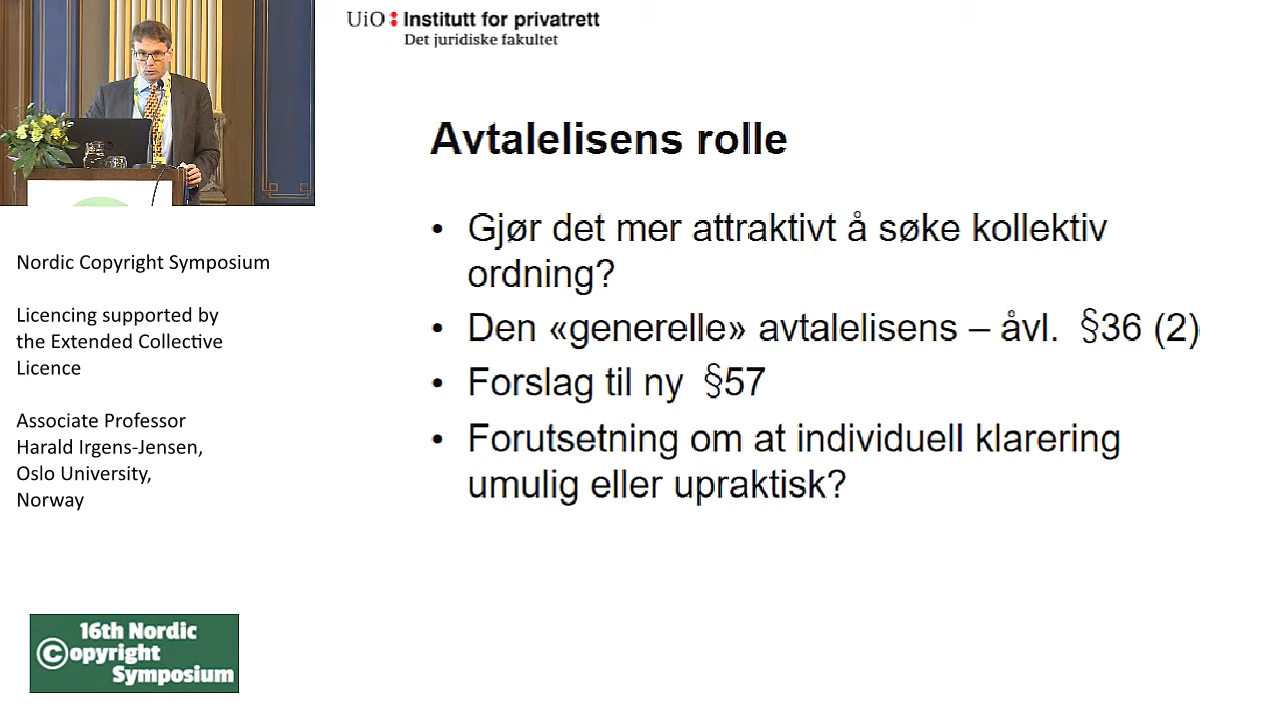 UiO Institutt for privatrett
Det juridiske fakultet
Avtalelisens rolle
• Gjør det mer attraktivt å søke kollektiv
ordning?
• Den «generelle» avtalelisens – åvl. §36 (2)
• Forslag til ny §57
• Forutsetning om at individuell klarering
umulig eller upraktisk?
Nordic Copyright Symposium
Licencing supported by
the Extended Collective
Licence
Associate Professor
Harald Irgens-Jensen,
Oslo University,
Norway
16th Nordic
©opyright
Symposium